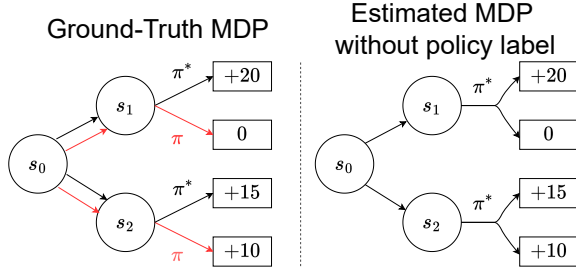 Ground-Truth MDP
π* +20
s₁
π 0
s₀
π* +15
s₂
π +10
Estimated MDP
without policy label
π* +20
s₁
0
s₀
π* +15
s₂
+10